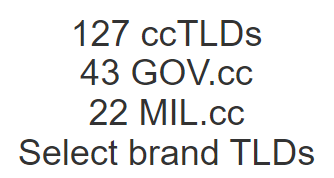 127 ccTLDs
43 GOV.cc
22 MIL.cc
Select brand TLDs